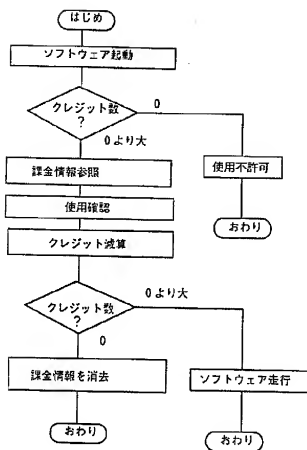 はじめ
ソフトウェア起動
クレジット数
?
0
0より大
課金情報参照
使用不許可
使用確認
おわり
クレジット減算
0より大
クレジット数
?
0
課金情報を消去
ソフトウェア走行
おわり
おわり